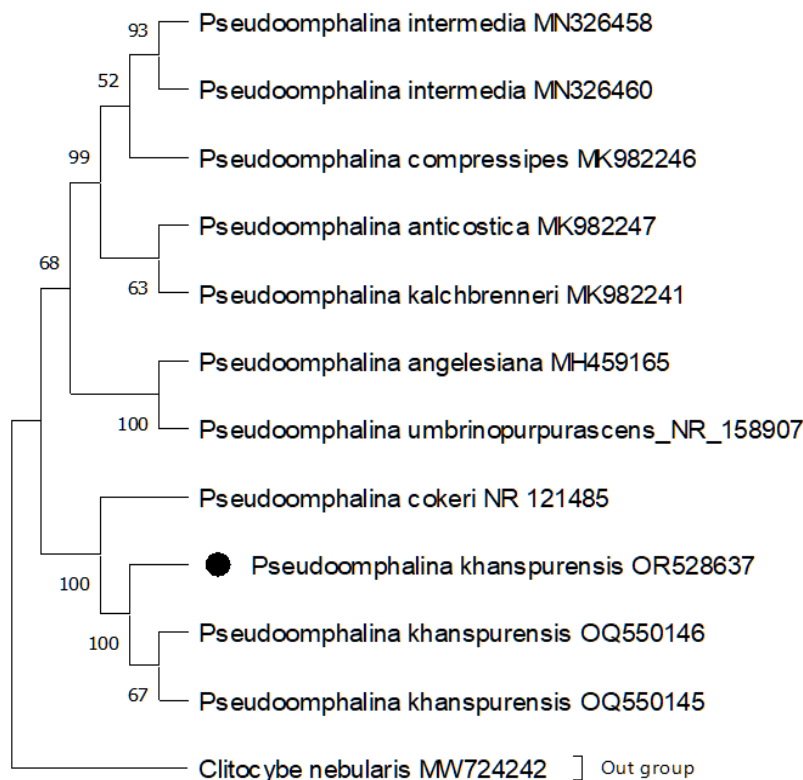 93
Pseudoomphalina intermedia MN326458
52
Pseudoomphalina intermedia MN326460
99
Pseudoomphalina compressipes MK982246
Pseudoomphalina anticostica MK982247
68
63
Pseudoomphalina kalchbrenneri MK982241
Pseudoomphalina angelesiana MH459165
100
Pseudoomphalina umbrinopurpurascens_NR_158907
Pseudoomphalina cokeri NR 121485
Pseudoomphalina khanspurensis OR528637
100
Pseudoomphalina khanspurensis OQ550146
100
67
Pseudoomphalina khanspurensis OQ550145
Clitocybe nebularis MW724242 Out group